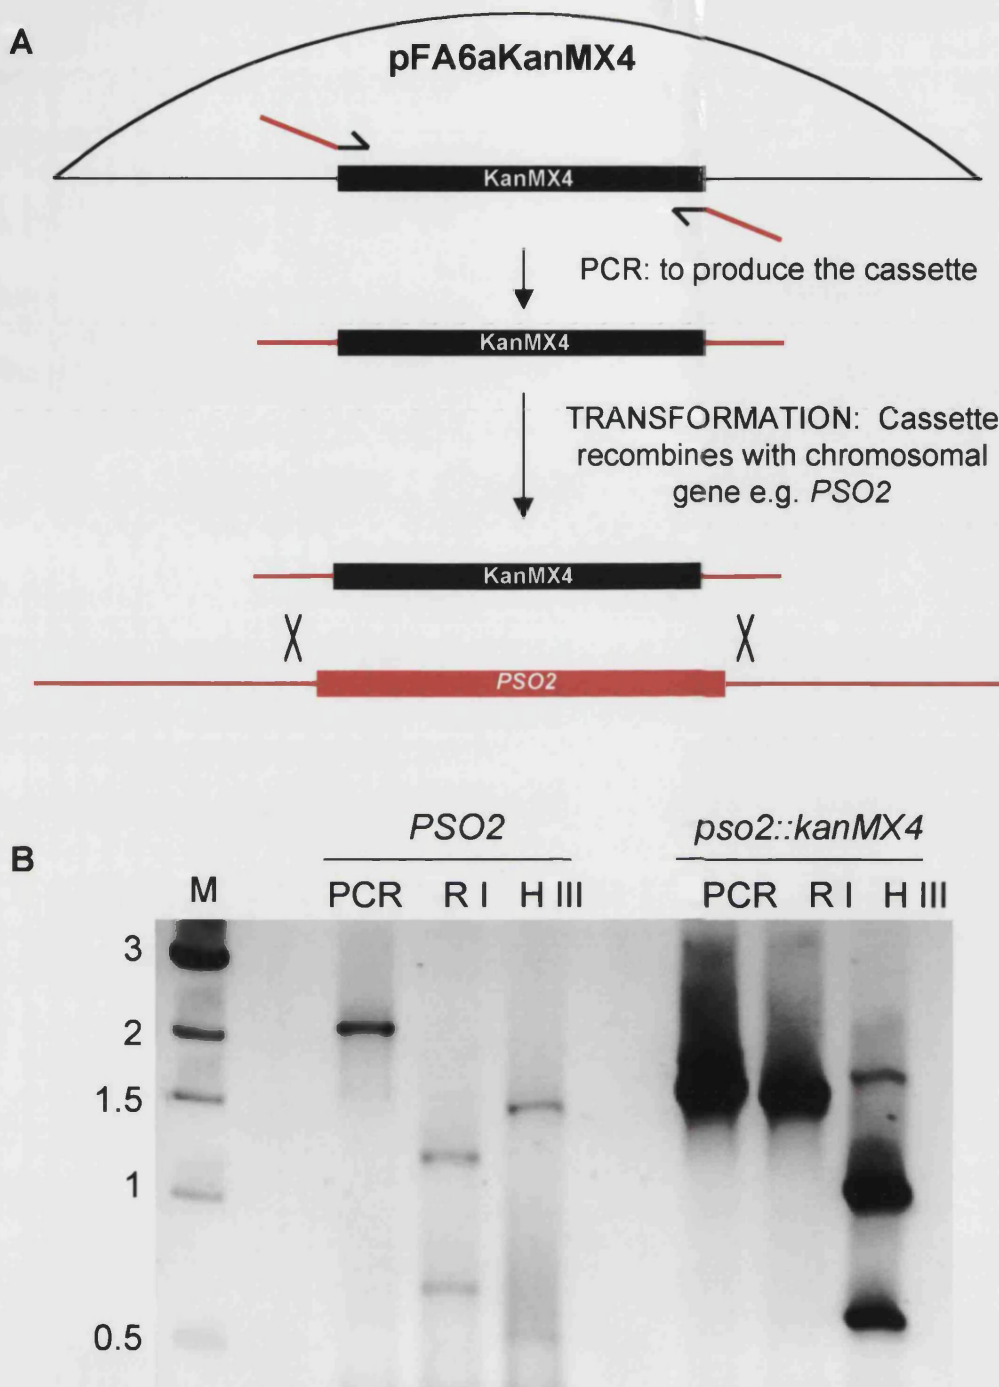 A
pFA6aKanMX4
KanMX4
PCR: to produce the cassette
KanMX4
TRANSFORMATION: Cassette
recombines with chromosomal
gene e.g. PSO2
KanMX4
X X
PSO2
B
PSO2 pso2::kanMX4
M PCR R I H III PCR R I H III
3
2
1.5
1
0.5